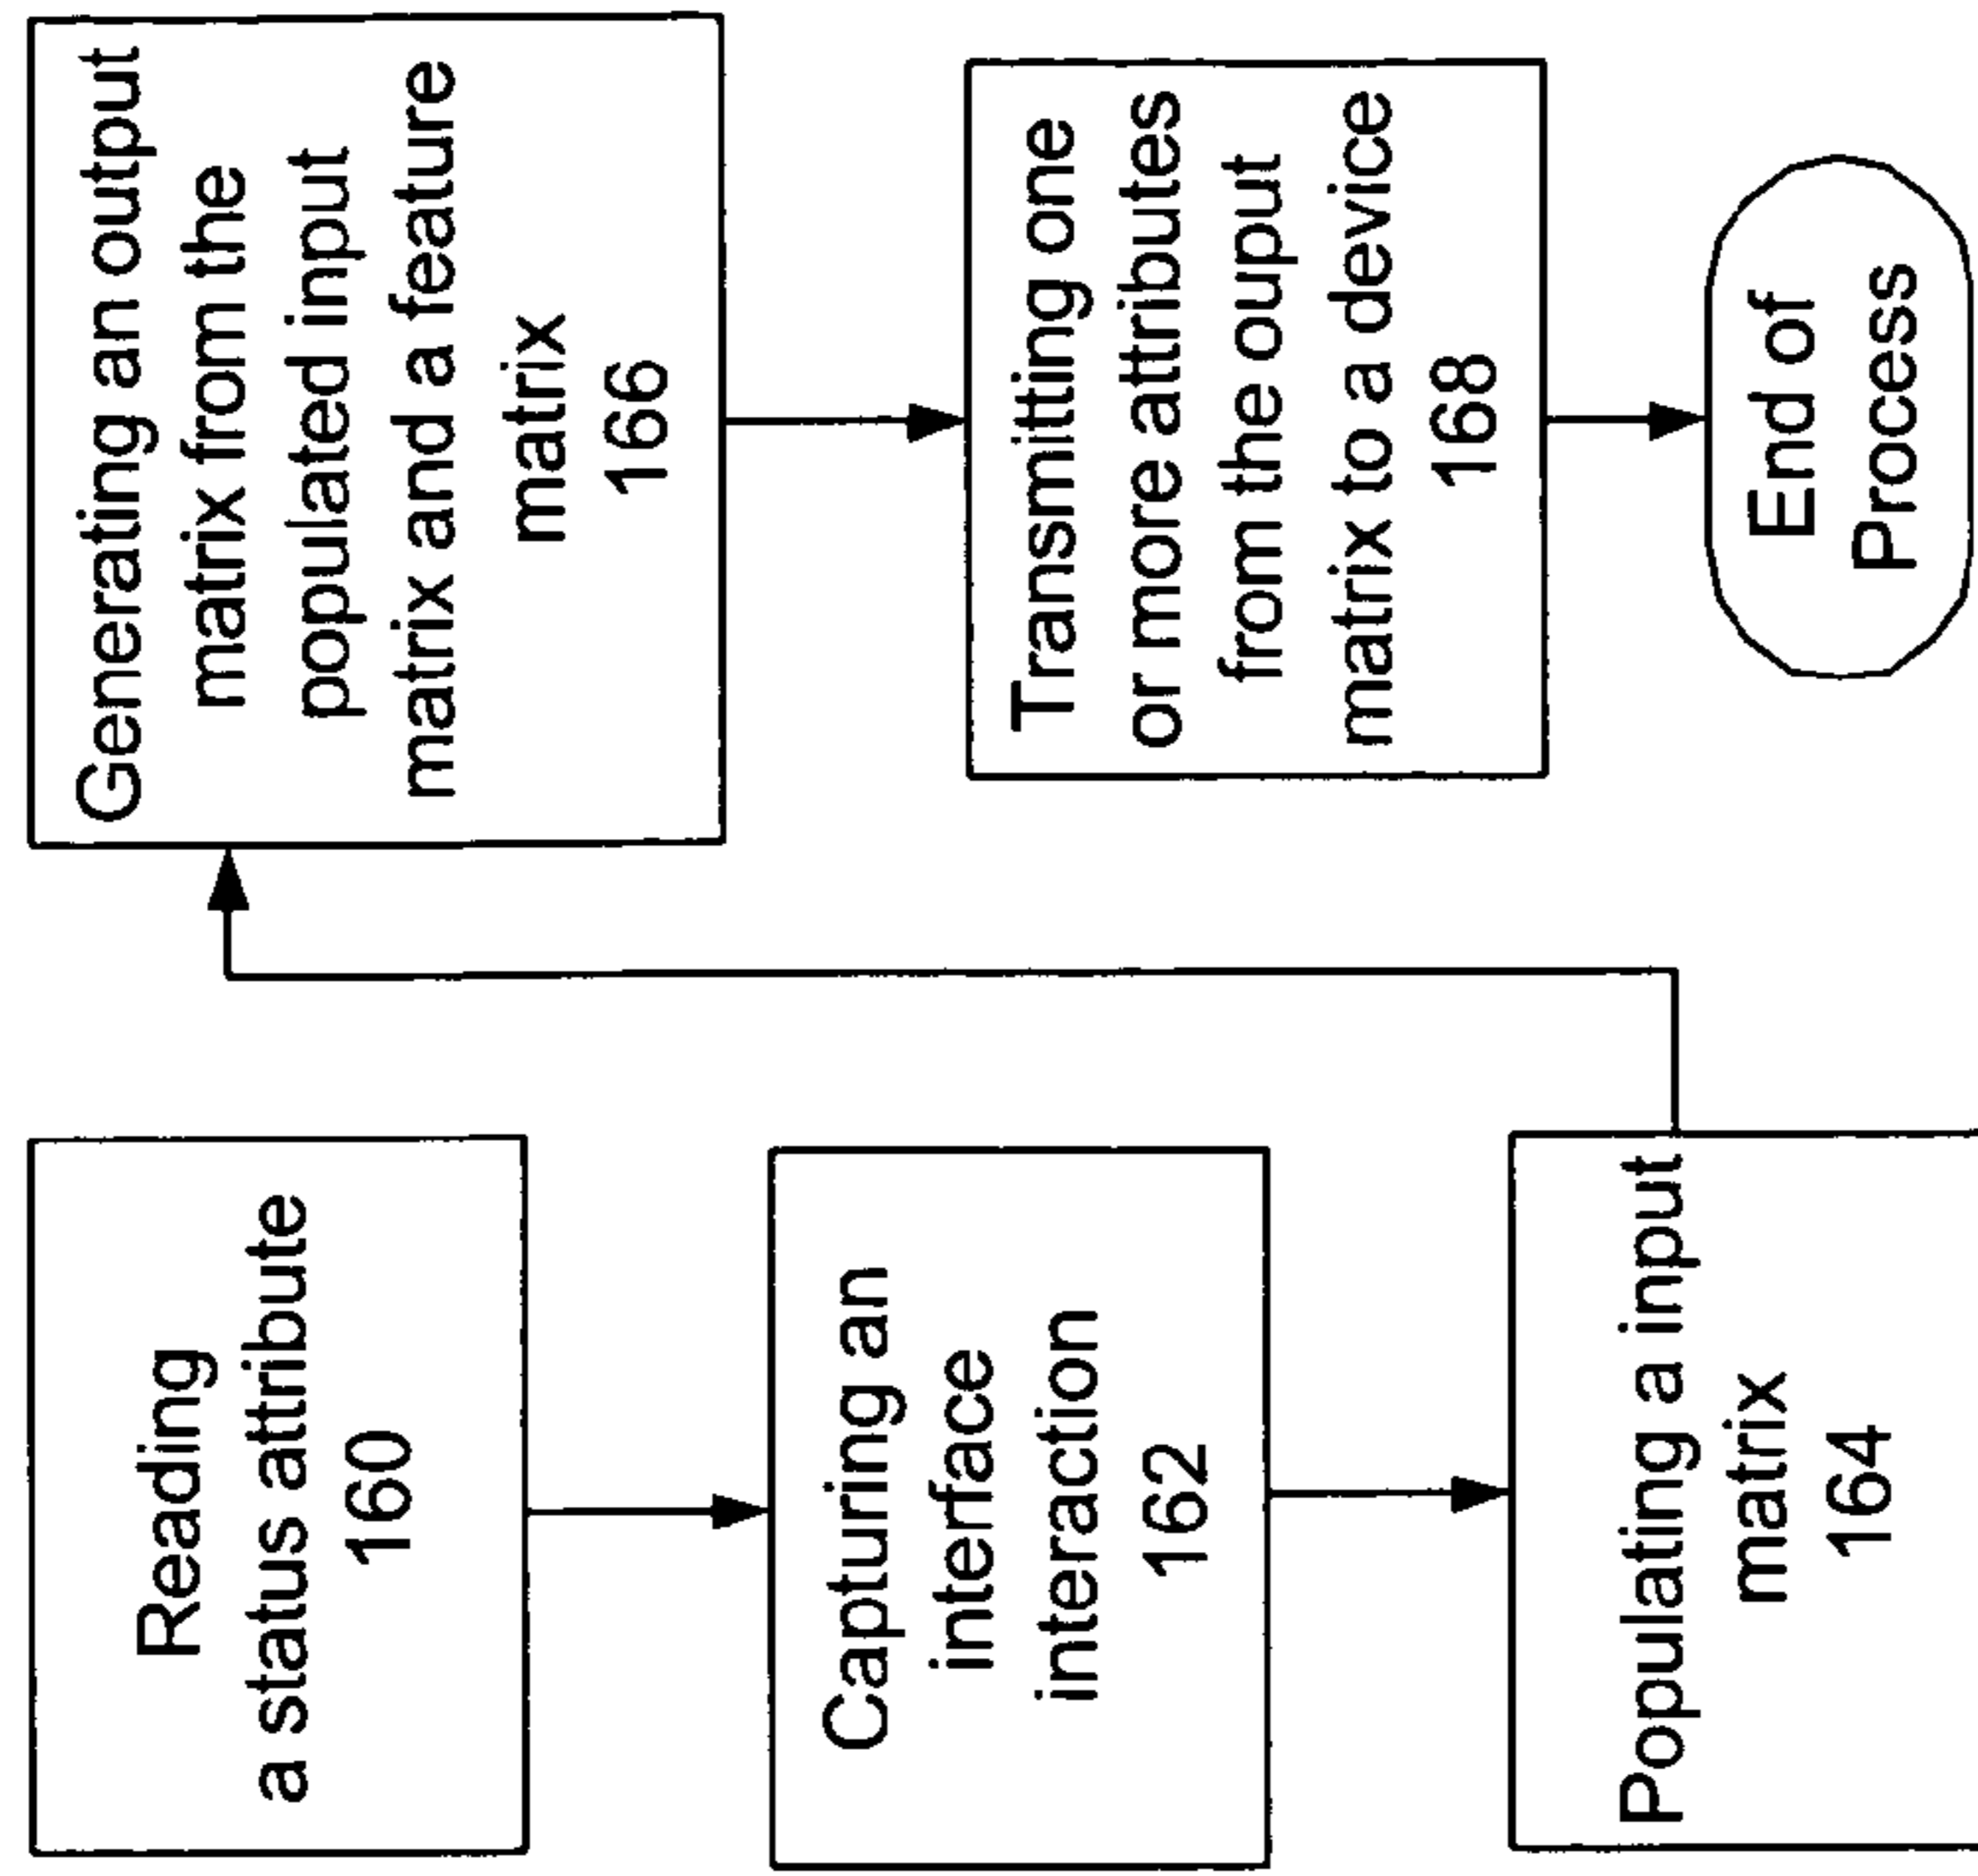 Reading
a status attribute
160
Capturing an
interface
interaction
162
Populating a input
matrix
164
Generating an output
matrix from the
populated input
matrix and a feature
matrix
166
Transmitting one
or more attributes
from the ouput
matrix to a device
168
End of
Process